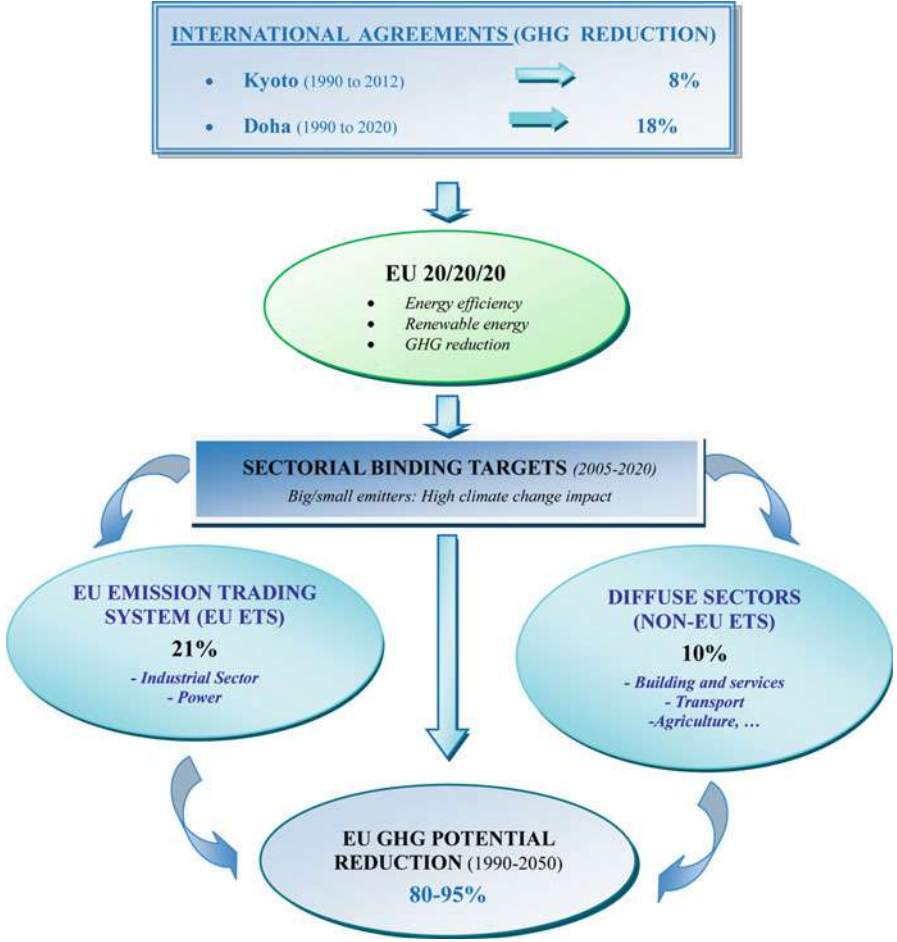 INTERNATIONAL AGREEMENTS (GHG REDUCTION)
• Kyoto (1990 to 2012) 8%
• Doha (1990 to 2020) 18%
EU 20/20/20
• Energy efficiency
• Renewable energy
• GHG reduction
SECTORIAL BINDING TARGETS (2005-2020)
Big/small emitters: High climate change impact
EU EMISSION TRADING
SYSTEM (EU ETS)
21%
- Industrial Sector
- Power
DIFFUSE SECTORS
(NON-EU ETS)
10%
- Building and services
- Transport
-Agriculture, …
EU GHG POTENTIAL
REDUCTION (1990-2050)
80-95%